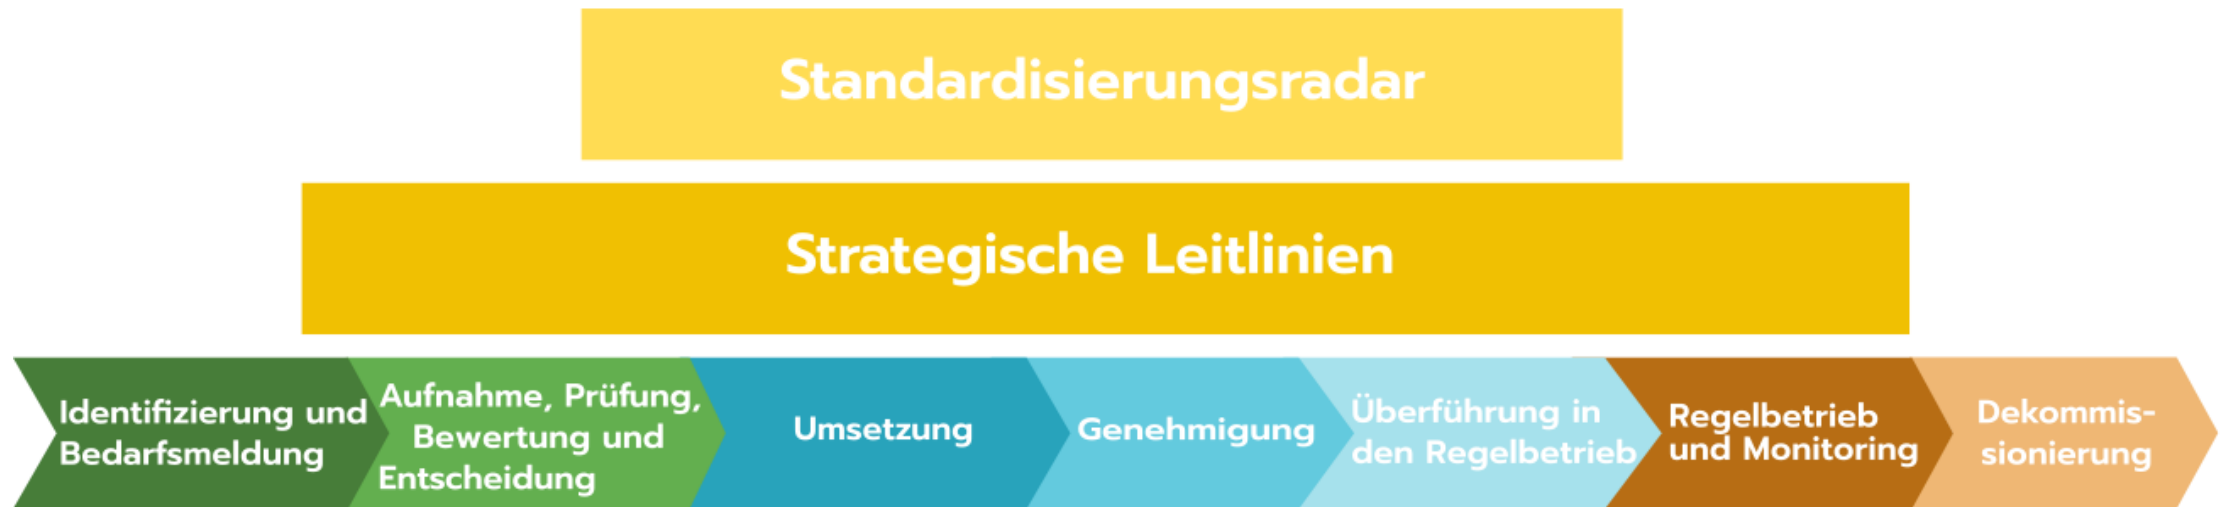 Standardisierungsradar
Strategische Leitlinien
Identifizierung und
Bedarfsmeldung
Aufnahme, Prüfung,
Bewertung und
Entscheidung
Umsetzung
Genehmigung
Überführung in
den Regelbetrieb
Regelbetrieb
und Monitoring
Dekommis-
sionierung